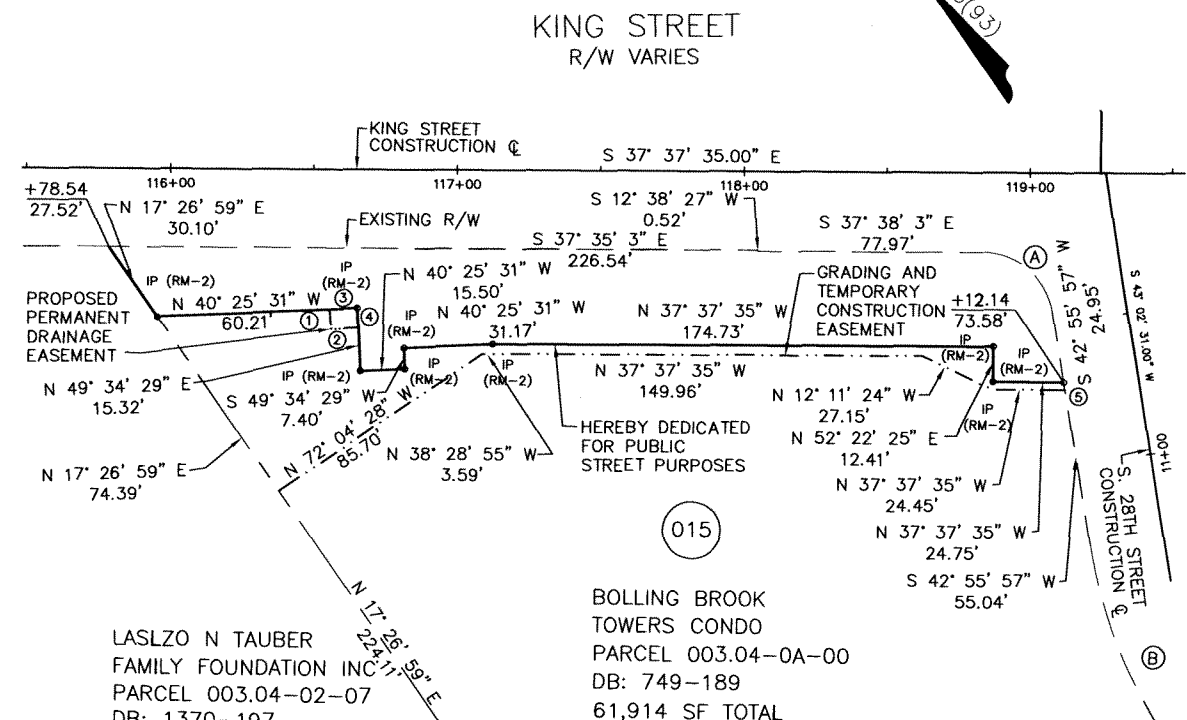 (93)
KING STREET
R/W VARIES
KING STREET
CONSTRUCTION ℄
S 37° 37' 35.00" E
116+00
117+00
118+00
119+00
+78.54
27.52'
N 17° 26' 59" E
30.10'
EXISTING R/W
S 12° 38' 27" W
0.52'
S 37° 38' 3" E
77.97'
S 37° 35' 3" E
226.54'
A
S 42° 55' 57" W
24.95'
S 43° 02' 31.00" W
IP (RM-2)
IP
(RM-2)
N 40° 25' 31" W
15.50'
GRADING AND
TEMPORARY
CONSTRUCTION
EASEMENT
+12.14
73.58'
PROPOSED
PERMANENT
DRAINAGE
EASEMENT
N 40° 25' 31" W
60.21'
1
2
3
4
IP
(RM-2)
N 40° 25' 31" W
31.17'
N 37° 37' 35" W
174.73'
IP
(RM-2)
IP
(RM-2)
5
N 49° 34' 29" E
15.32'
IP (RM-2)
IP
(RM-2)
IP
(RM-2)
N 37° 37' 35" W
149.96'
S 49° 34' 29" W
7.40'
N 12° 11' 24" W
27.15'
IP
(RM-2)
N 72° 04' 28" W
85.70'
HEREBY DEDICATED
FOR PUBLIC
STREET PURPOSES
N 52° 22' 25" E
12.41'
11+00
N 17° 26' 59" E
74.39'
N 38° 28' 55" W
3.59'
N 37° 37' 35" W
24.45'
S. 28TH STREET
CONSTRUCTION ℄
015
N 37° 37' 35" W
24.75'
S 42° 55' 57" W
55.04'
N 17° 26' 59" E
224.11'
B
LASLZO N TAUBER
FAMILY FOUNDATION INC
PARCEL 003.04-02-07
DB: 1370-197
BOLLING BROOK
TOWERS CONDO
PARCEL 003.04-0A-00
DB: 749-189
61,914 SF TOTAL